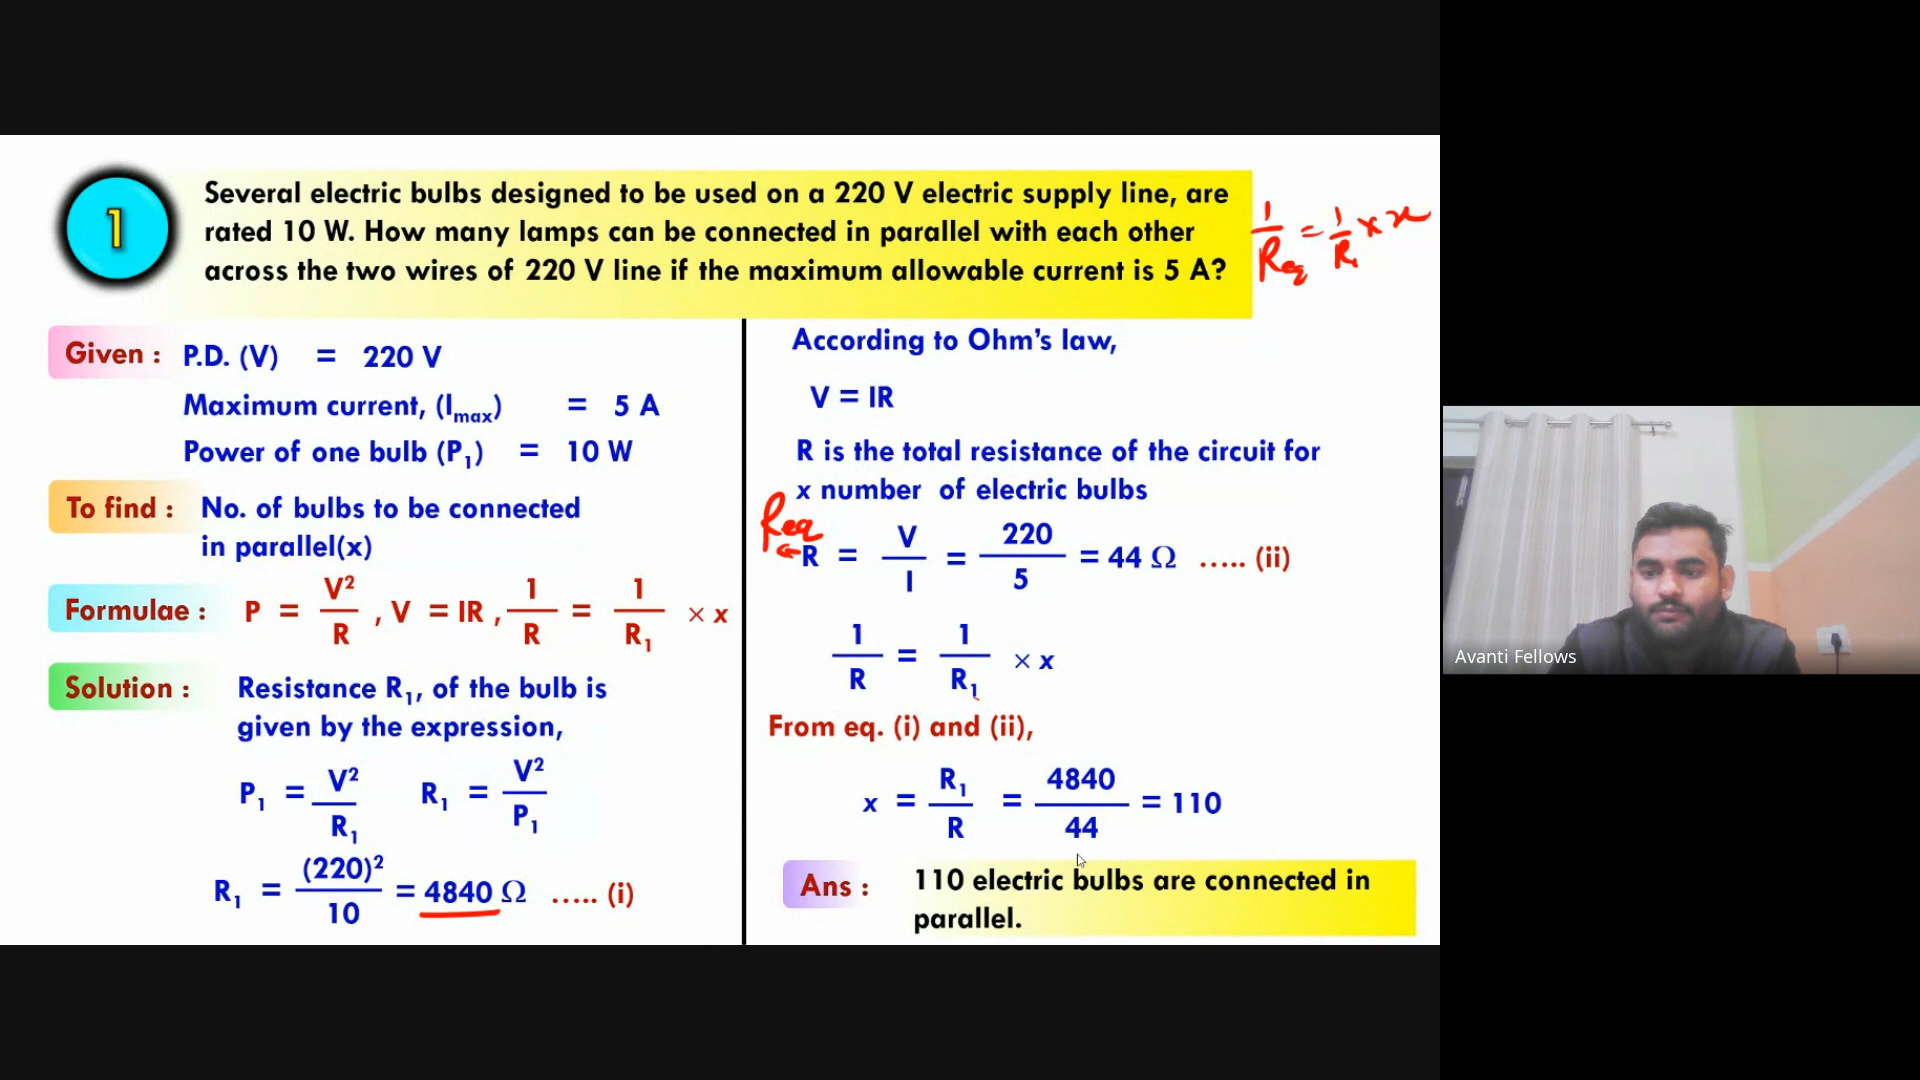 1
Several electric bulbs designed to be used on a 220 V electric supply line, are
rated 10 W. How many lamps can be connected in parallel with each other
across the two wires of 220 V line if the maximum allowable current is 5 A?
1/Req = 1/R1 × x
Given : P.D. (V) = 220 V
Maximum current, (Imax) = 5 A
Power of one bulb (P1) = 10 W
To find : No. of bulbs to be connected
in parallel(x)
Formulae : P = V²/R , V = IR , 1/R = 1/R1 × x
Solution : Resistance R1, of the bulb is
given by the expression,
P1 = V²/R1 R1 = V²/P1
R1 = (220)²/10 = 4840 Ω ..... (i)
According to Ohm's law,
V = IR
R is the total resistance of the circuit for
x number of electric bulbs
Req
R = V/I = 220/5 = 44 Ω ..... (ii)
1/R = 1/R1 × x
From eq. (i) and (ii),
x = R1/R = 4840/44 = 110
Ans : 110 electric bulbs are connected in
parallel.
Avanti Fellows